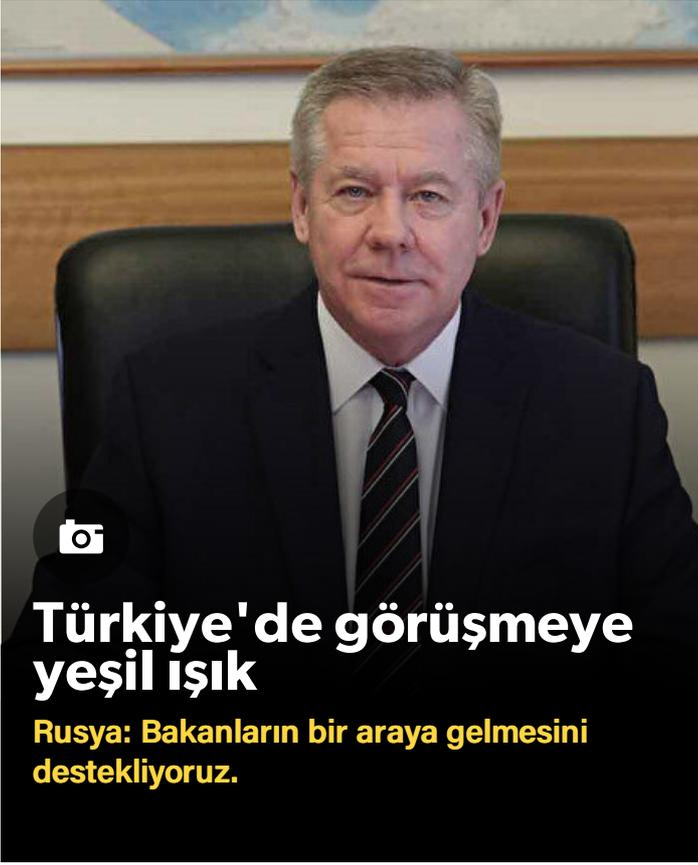 Türkiye'de görüşmeye
yeşil ışık
Rusya: Bakanların bir araya gelmesini
destekliyoruz.